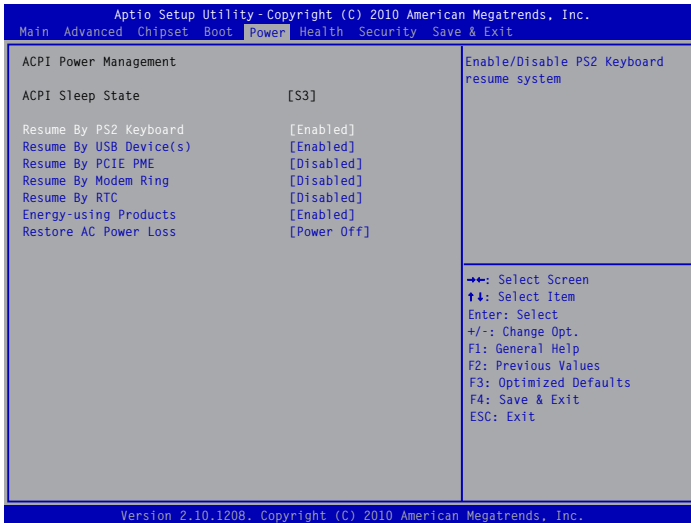 Aptio Setup Utility - Copyright (C) 2010 American Megatrends, Inc.
Main Advanced Chipset Boot Power Health Security Save & Exit
ACPI Power Management
ACPI Sleep State [S3]
Resume By PS2 Keyboard [Enabled]
Resume By USB Device(s) [Enabled]
Resume By PCIE PME [Disabled]
Resume By Modem Ring [Disabled]
Resume By RTC [Disabled]
Energy-using Products [Enabled]
Restore AC Power Loss [Power Off]
Enable/Disable PS2 Keyboard
resume system
→←: Select Screen
↑↓: Select Item
Enter: Select
+/-: Change Opt.
F1: General Help
F2: Previous Values
F3: Optimized Defaults
F4: Save & Exit
ESC: Exit
Version 2.10.1208. Copyright (C) 2010 American Megatrends, Inc.